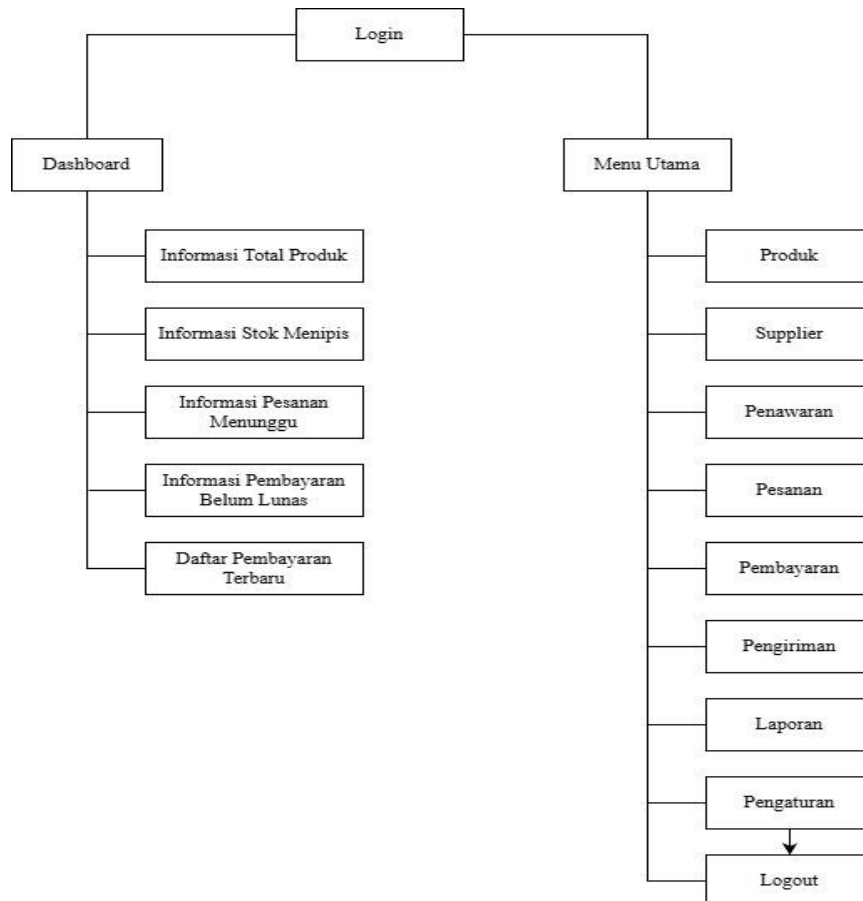 Login
Dashboard
Menu Utama
Informasi Total Produk
Informasi Stok Menipis
Informasi Pesanan
Menunggu
Informasi Pembayaran
Belum Lunas
Daftar Pembayaran
Terbaru
Produk
Supplier
Penawaran
Pesanan
Pembayaran
Pengiriman
Laporan
Pengaturan
Logout